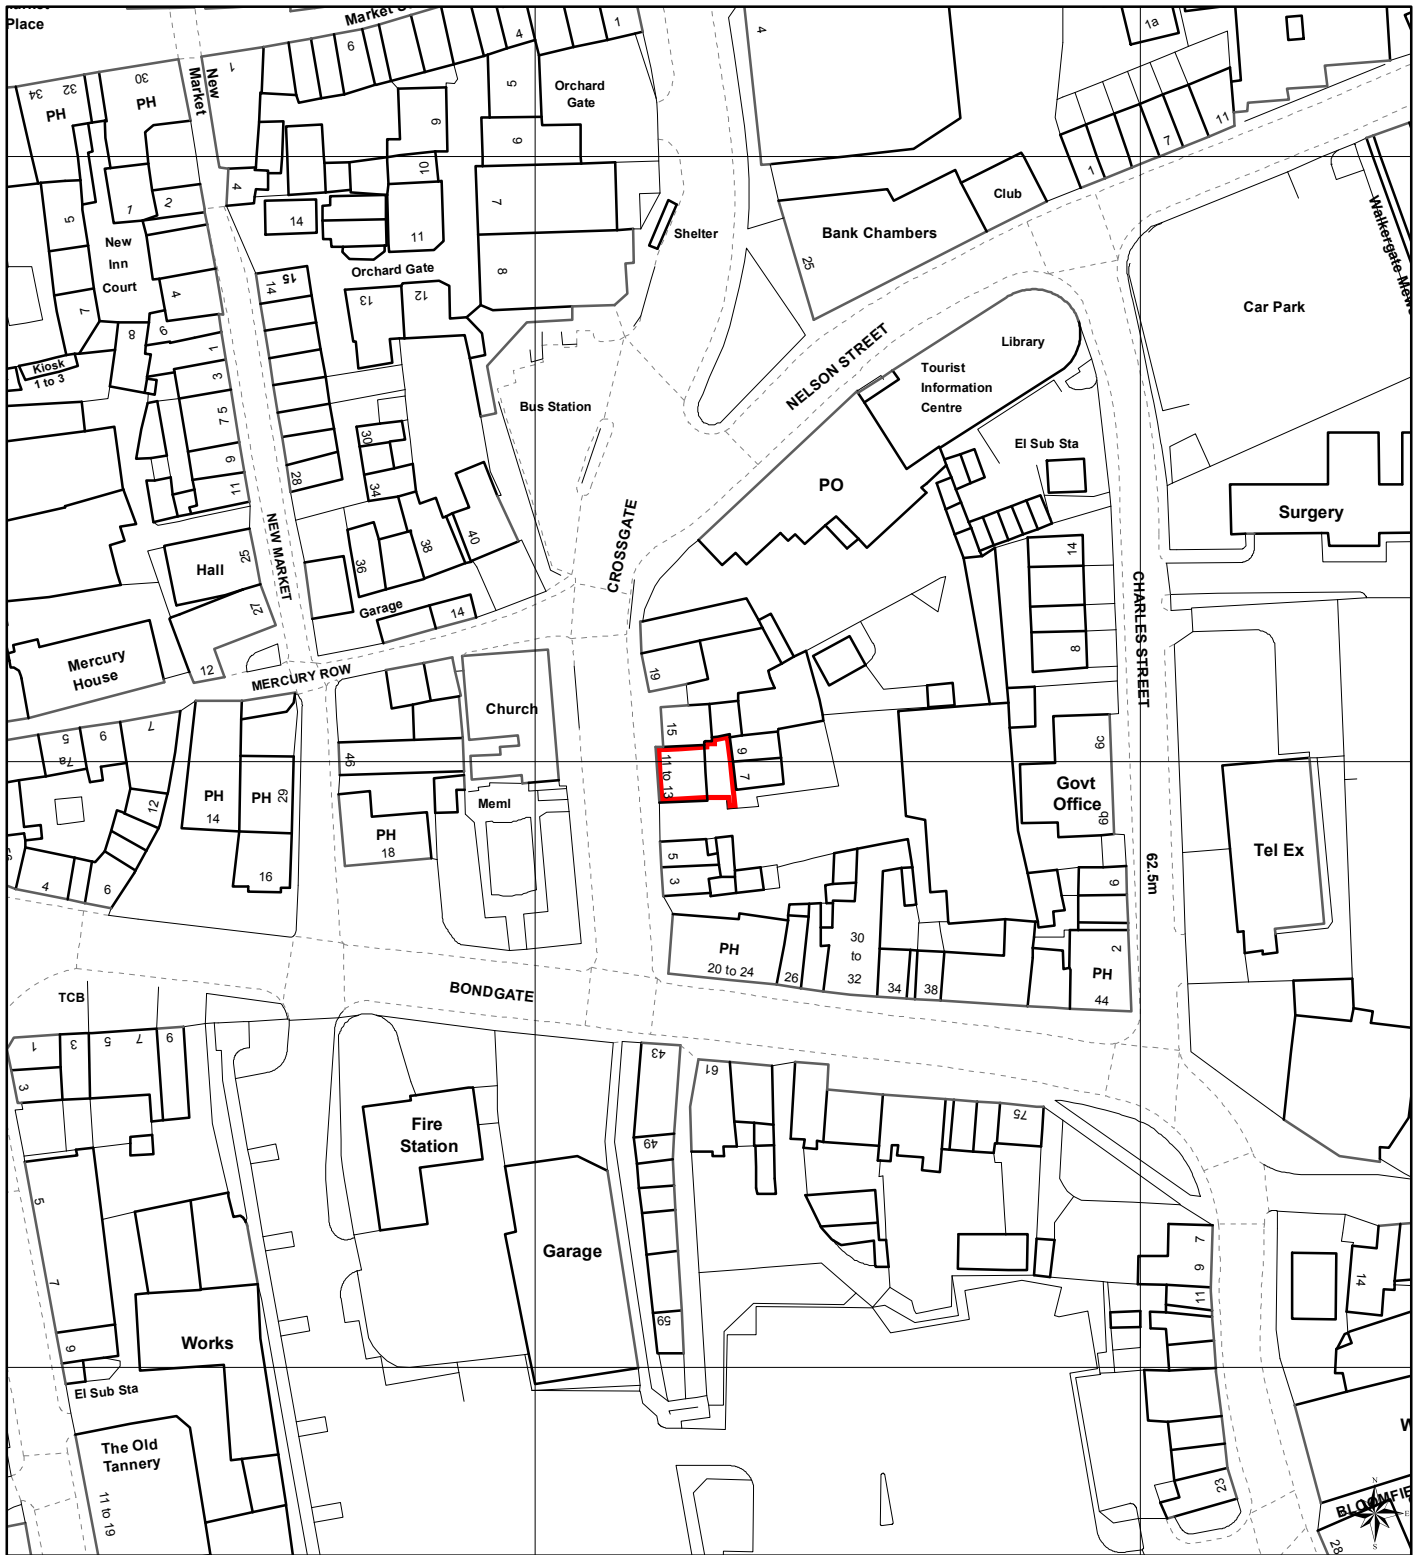 Place
Market
4
1
6
4
1a
34
32
PH
30
PH
New
Market
1
5
Orchard
Gate
9
6
10
11
7
1
11
7
Club
Bank Chambers
25
Shelter
8
14
Orchard Gate
5
1
2
New
Inn
Court
4
7
8
6
15
14
13
12
Kiosk
1 to 3
1
3
7 5
9
11
28
30
34
36
38
40
Bus Station
NELSON STREET
Library
Tourist
Information
Centre
El Sub Sta
PO
Car Park
Walkergate Mews
Surgery
NEW MARKET
Hall
25
27
12
Garage
14
CROSSGATE
CHARLES STREET
14
8
Mercury
House
MERCURY ROW
Church
19
15
11 to 13
9
7
6c
Govt
Office
6b
5
7a
9
7
12
PH
14
PH
29
16
46
Meml
PH
18
5
3
62.5m
Tel Ex
4
6
PH
20 to 24
26
30
to
32
34
38
6
2
PH
44
BONDGATE
TCB
1
3
3
5
7
9
43
49
59
61
75
Fire
Station
Garage
5
7
9
Works
El Sub Sta
The Old
Tannery
11 to 19
7
9
11
23
14
28
N
S